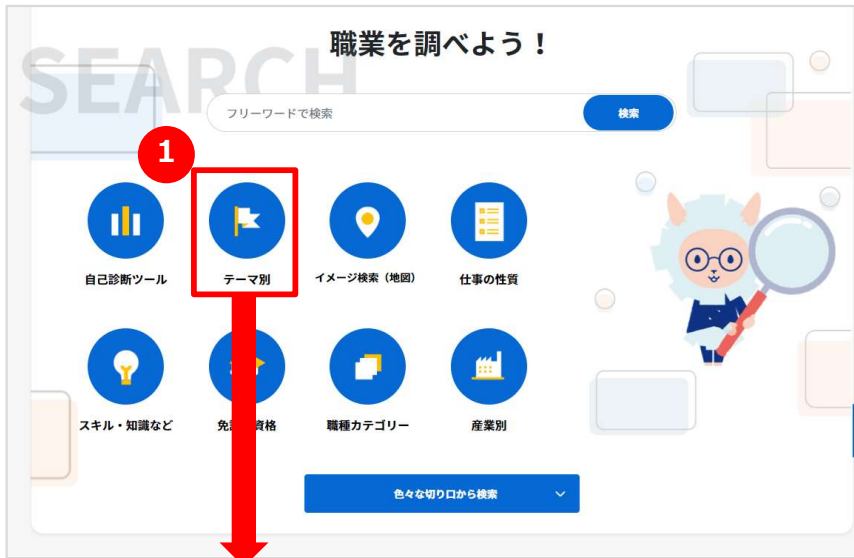 SEARCH
職業を調べよう！
フリーワードで検索
検索
1
自己診断ツール
テーマ別
イメージ検索（地図）
仕事の性質
スキル・知識など
免 資格
職種カテゴリー
産業別
色々な切り口から検索